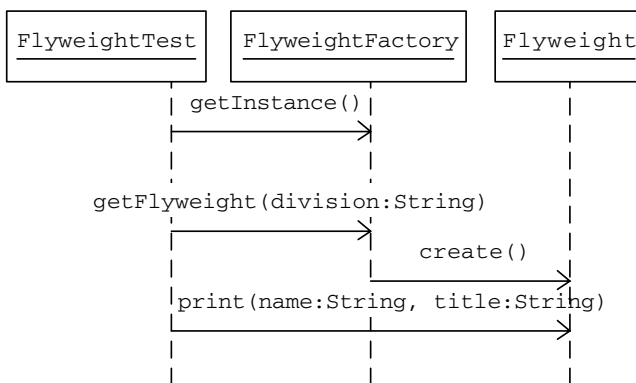 FlyweightTest
FlyweightFactory
Flyweight
getInstance()
getFlyweight(division:String)
create()
print(name:String, title:String)